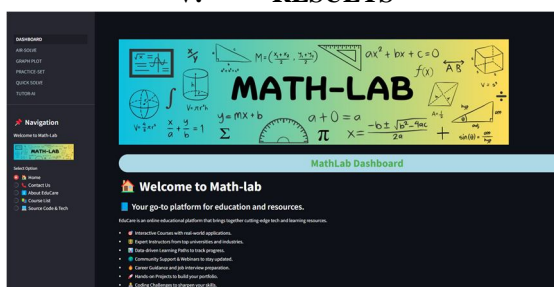 V. RESULTS
DASHBOARD
AIR SOLVE
GRAPH PLOT
PRACTICE SET
QUICK SOLVE
TUTOR AI
Navigation
Welcome to Math-Lab
MATH-LAB
Select Option
Home
Contact Us
About EduCare
Course List
Source Code & Tech
MATH-LAB
ax² + bx + c = 0
f(x)
AB
y = mx + b
a + 0 = a
x/a + y/b = 1
Σ
π
x = -b ± √b² - 4ac / 2a
MathLab Dashboard
Welcome to Math-lab
Your go-to platform for education and resources.
EduCare is an online educational platform that brings together cutting-edge tech and learning resources.
Interactive Courses with real-world applications.
Expert Instructors from top universities and industries.
Data-driven Learning Paths to track progress.
Community Support & Webinars to stay updated.
Career Guidance and job interview preparation.
Hands-on Projects to build your portfolio.
Coding Challenges to sharpen your skills.